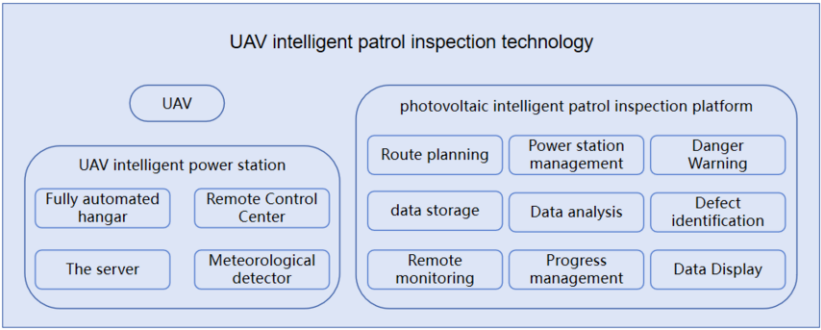 UAV intelligent patrol inspection technology
UAV
UAV intelligent power station
Fully automated
hangar
Remote Control
Center
The server
Meteorological
detector
photovoltaic intelligent patrol inspection platform
Route planning
Power station
management
Danger
Warning
data storage
Data analysis
Defect
identification
Remote
monitoring
Progress
management
Data Display